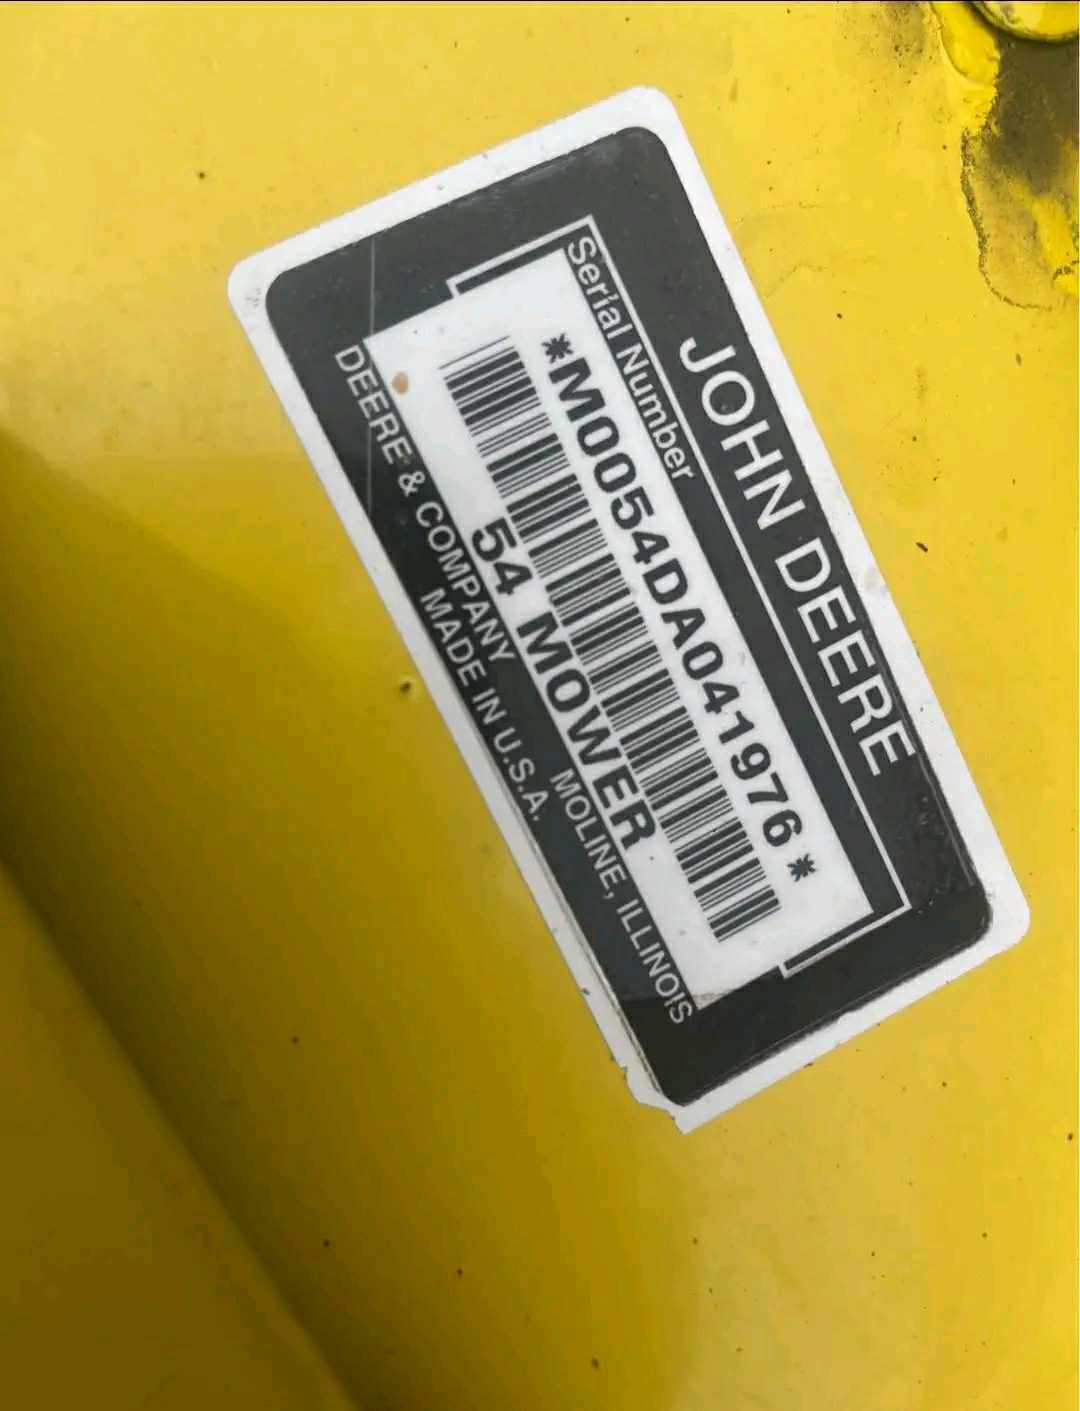 JOHN DEERE
Serial Number
*M0054DA041976*
54 MOWER
DEERE & COMPANY MOLINE, ILLINOIS
MADE IN U.S.A.